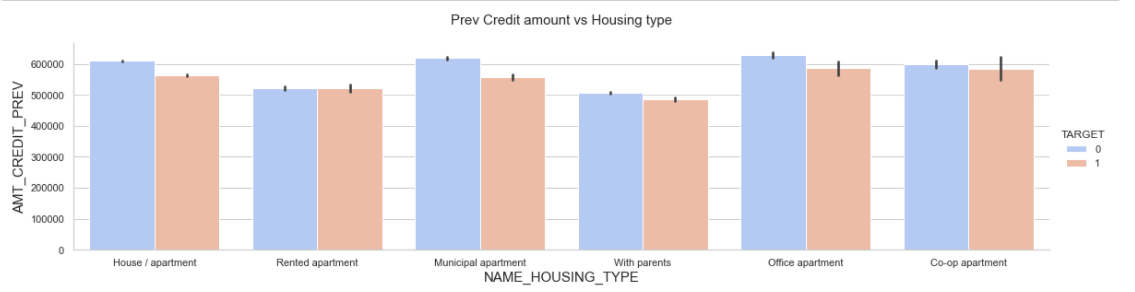 Prev Credit amount vs Housing type
AMT_CREDIT_PREV
600000
500000
400000
300000
200000
100000
0
House / apartment
Rented apartment
Municipal apartment
With parents
Office apartment
Co-op apartment
NAME_HOUSING_TYPE
TARGET
0
1